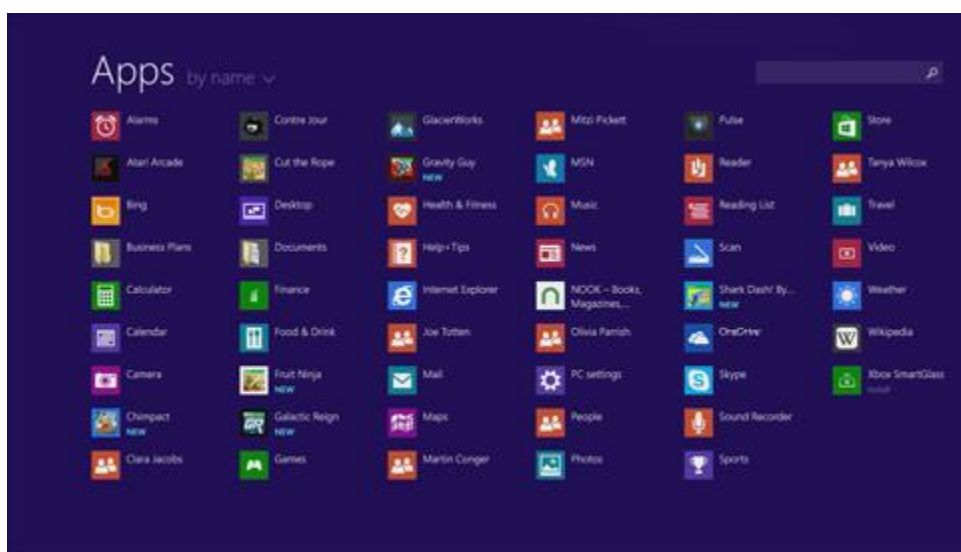 Apps by name
Alarms
Atari Arcade
Bing
Business Plans
Calculator
Calendar
Camera
Chimpact
NEW
Clara Jacobs
Contre Jour
Cut the Rope
Desktop
Documents
Finance
Food & Drink
Fruit Ninja
NEW
Galactic Reign
NEW
Games
GlacierWorks
Gravity Guy
NEW
Health & Fitness
Help+Tips
Internet Explorer
Joe Totten
Mail
Maps
Martin Conger
Mitzi Pickett
MSN
Music
News
NOOK – Books,
Magazines,...
Olivia Parrish
PC settings
People
Photos
Pulse
Reader
Reading List
Scan
Shark Dash! By...
NEW
OneDrive
Skype
Sound Recorder
Sports
Store
Tanya Wilcox
Travel
Video
Weather
Wikipedia
Xbox SmartGlass